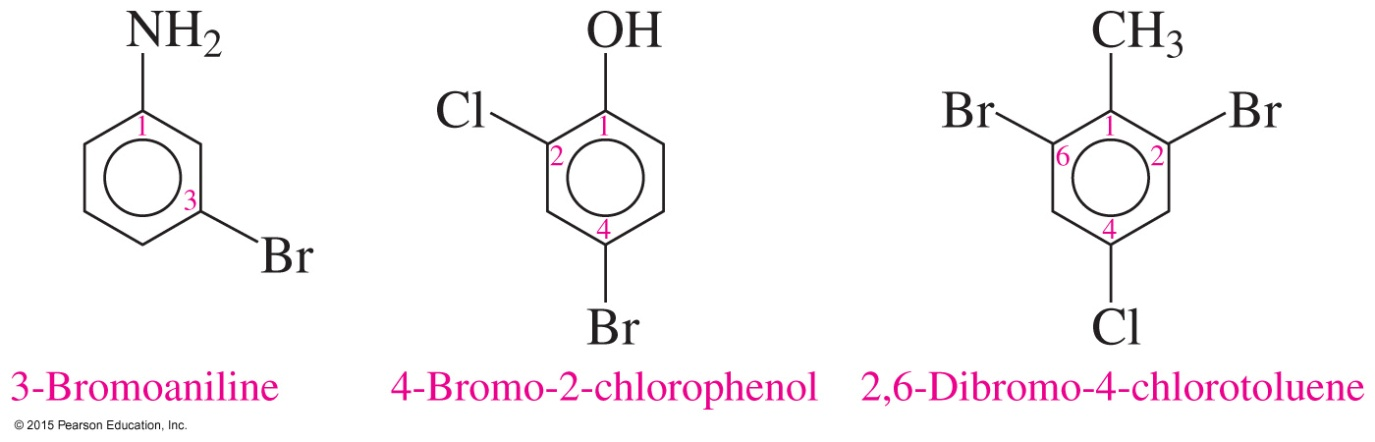 NH₂
1
3
Br
3-Bromoaniline
OH
Cl
1
2
4
Br
4-Bromo-2-chlorophenol
CH₃
Br
Br
1
6
2
4
Cl
2,6-Dibromo-4-chlorotoluene
© 2015 Pearson Education, Inc.